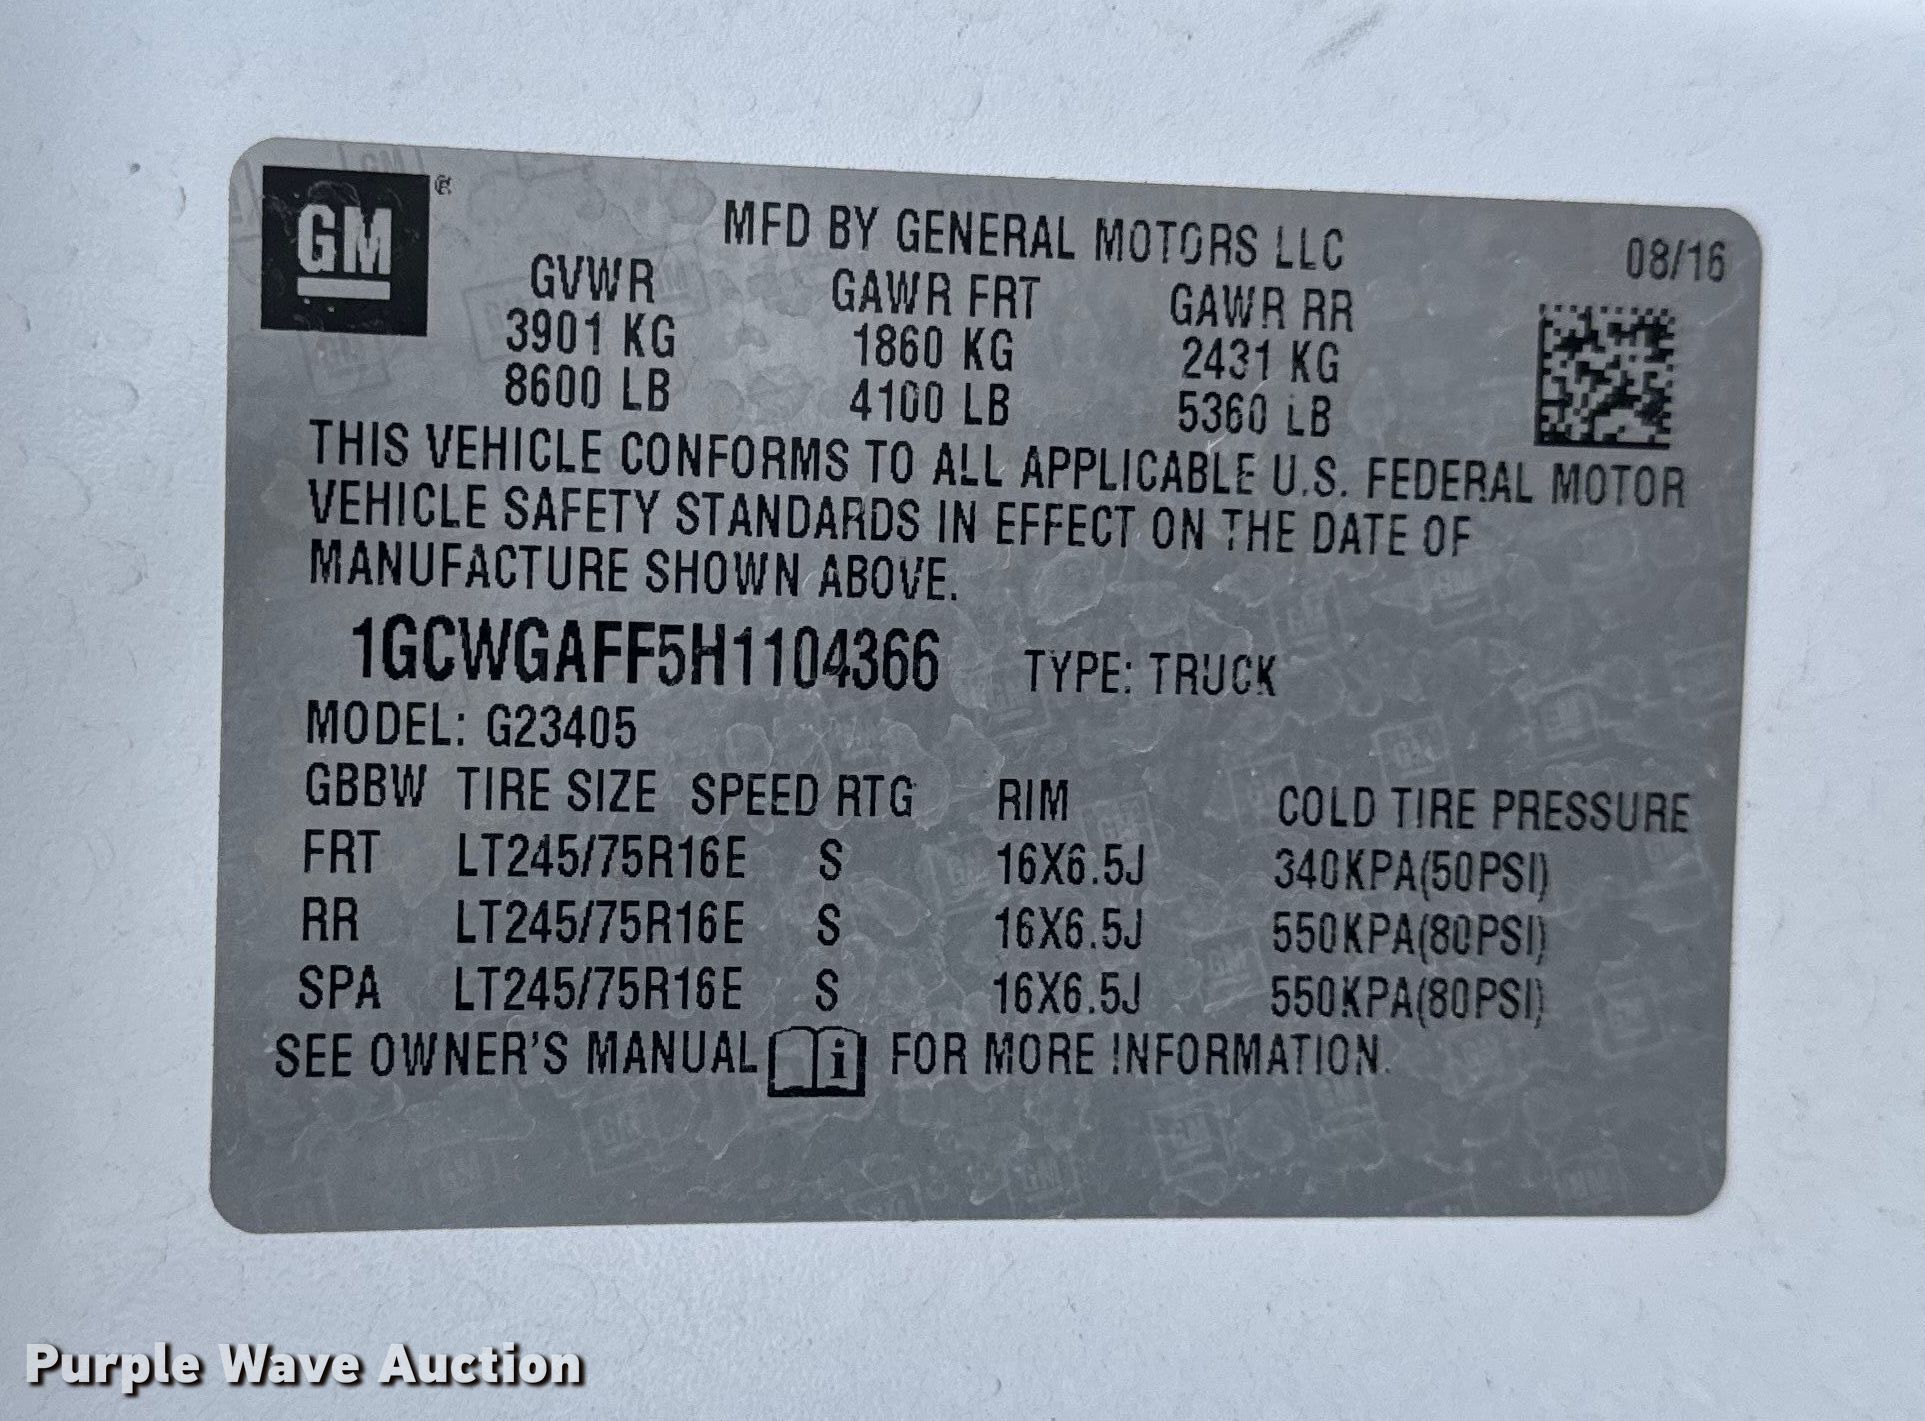 GM ®
MFD BY GENERAL MOTORS LLC 08/16
GVWR GAWR FRT GAWR RR
3901 KG 1860 KG 2431 KG
8600 LB 4100 LB 5360 LB
THIS VEHICLE CONFORMS TO ALL APPLICABLE U.S. FEDERAL MOTOR
VEHICLE SAFETY STANDARDS IN EFFECT ON THE DATE OF
MANUFACTURE SHOWN ABOVE.
1GCWGAFF5H1104366 TYPE: TRUCK
MODEL: G23405
GBBW TIRE SIZE SPEED RTG RIM COLD TIRE PRESSURE
FRT LT245/75R16E S 16X6.5J 340KPA(50PSI)
RR LT245/75R16E S 16X6.5J 550KPA(80PSI)
SPA LT245/75R16E S 16X6.5J 550KPA(80PSI)
SEE OWNER'S MANUAL i FOR MORE INFORMATION.
Purple Wave Auction